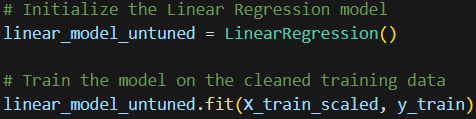 # Initialize the Linear Regression model
linear_model_untuned = LinearRegression()
# Train the model on the cleaned training data
linear_model_untuned.fit(X_train_scaled, y_train)